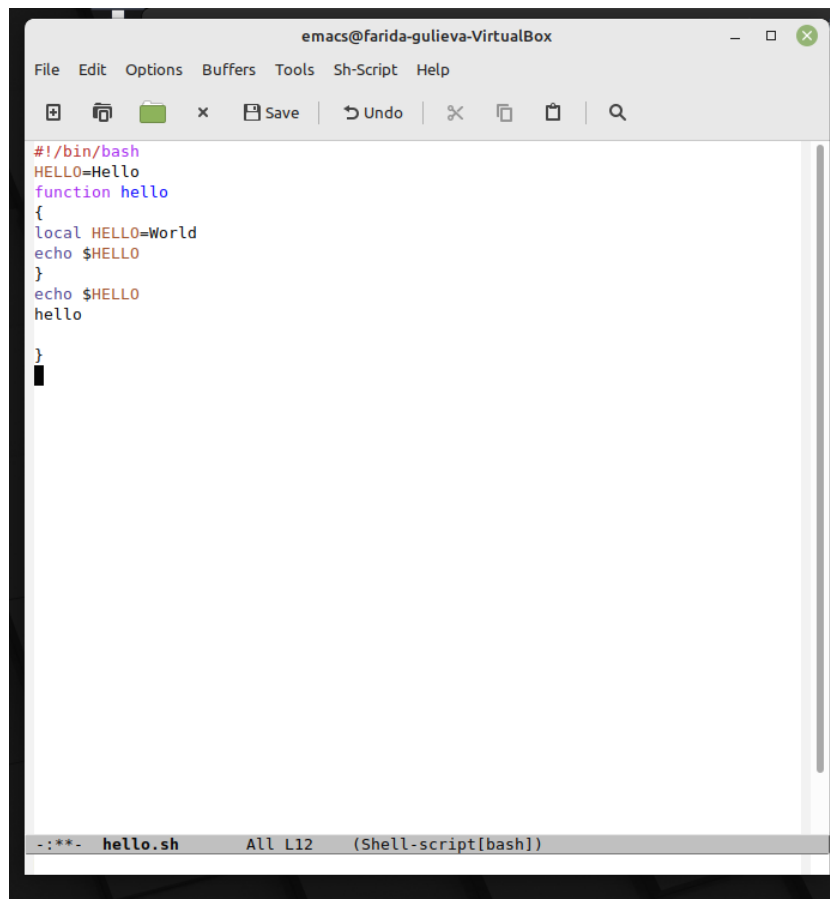 emacs@farida-gulieva-VirtualBox
File Edit Options Buffers Tools Sh-Script Help
Save Undo
#!/bin/bash
HELLO=Hello
function hello
{
local HELLO=World
echo $HELLO
}
echo $HELLO
hello
}
-:**- hello.sh All L12 (Shell-script[bash])